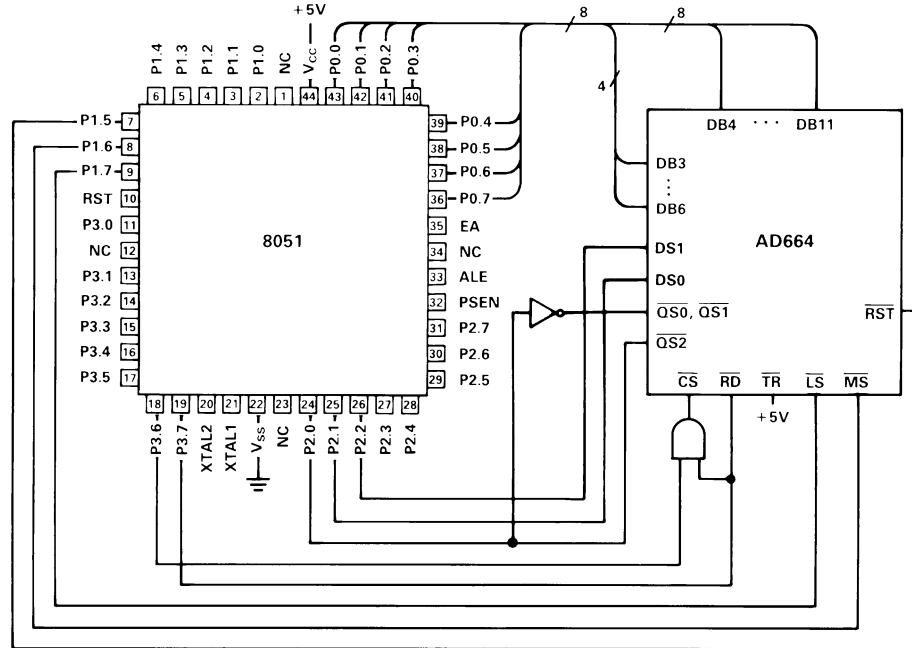 +5V
8
8
P1.4
P1.3
P1.2
P1.1
P1.0
NC
VCC
P0.0
P0.1
P0.2
P0.3
6
5
4
3
2
1
44
43
42
41
40
4
P1.5
7
P1.6
8
P1.7
9
RST
10
P3.0
11
NC
12
P3.1
13
P3.2
14
P3.3
15
P3.4
16
P3.5
17
8051
39
P0.4
38
P0.5
37
P0.6
36
P0.7
35
EA
34
NC
33
ALE
32
PSEN
31
P2.7
30
P2.6
29
P2.5
18
19
20
21
22
23
24
25
26
27
28
P3.6
P3.7
XTAL2
XTAL1
VSS
NC
P2.0
P2.1
P2.2
P2.3
P2.4
DB4 ··· DB11
DB3
⋮
DB6
DS1
AD664
DS0
QS0, QS1
RST
QS2
CS
RD
TR
LS
MS
+5V